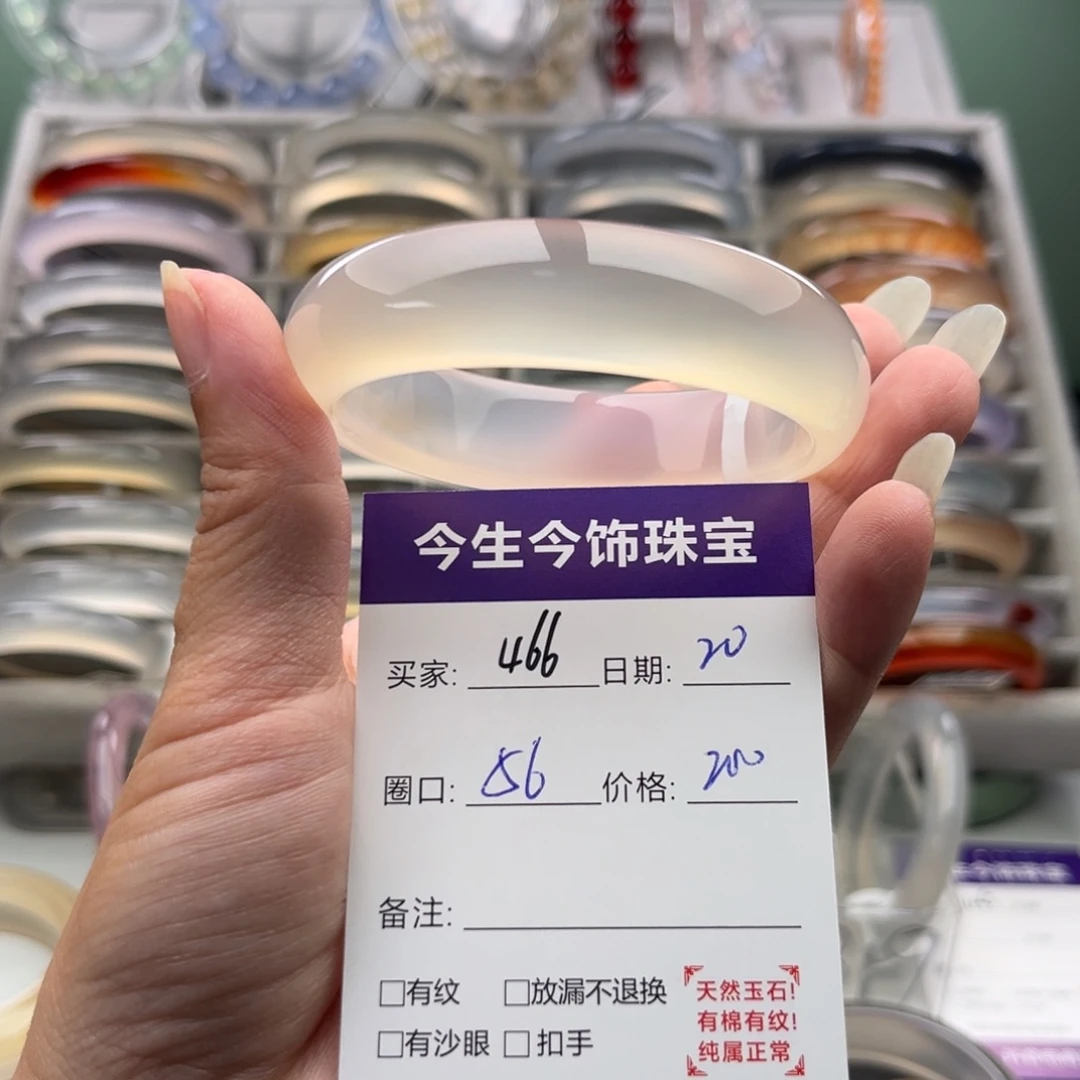 今生今饰珠宝
买家: 466 日期: 20
圈口: 56 价格: 200
备注:
□有纹 □放漏不退换
□有沙眼 □扣手
天然玉石!
有棉有纹!
纯属正常